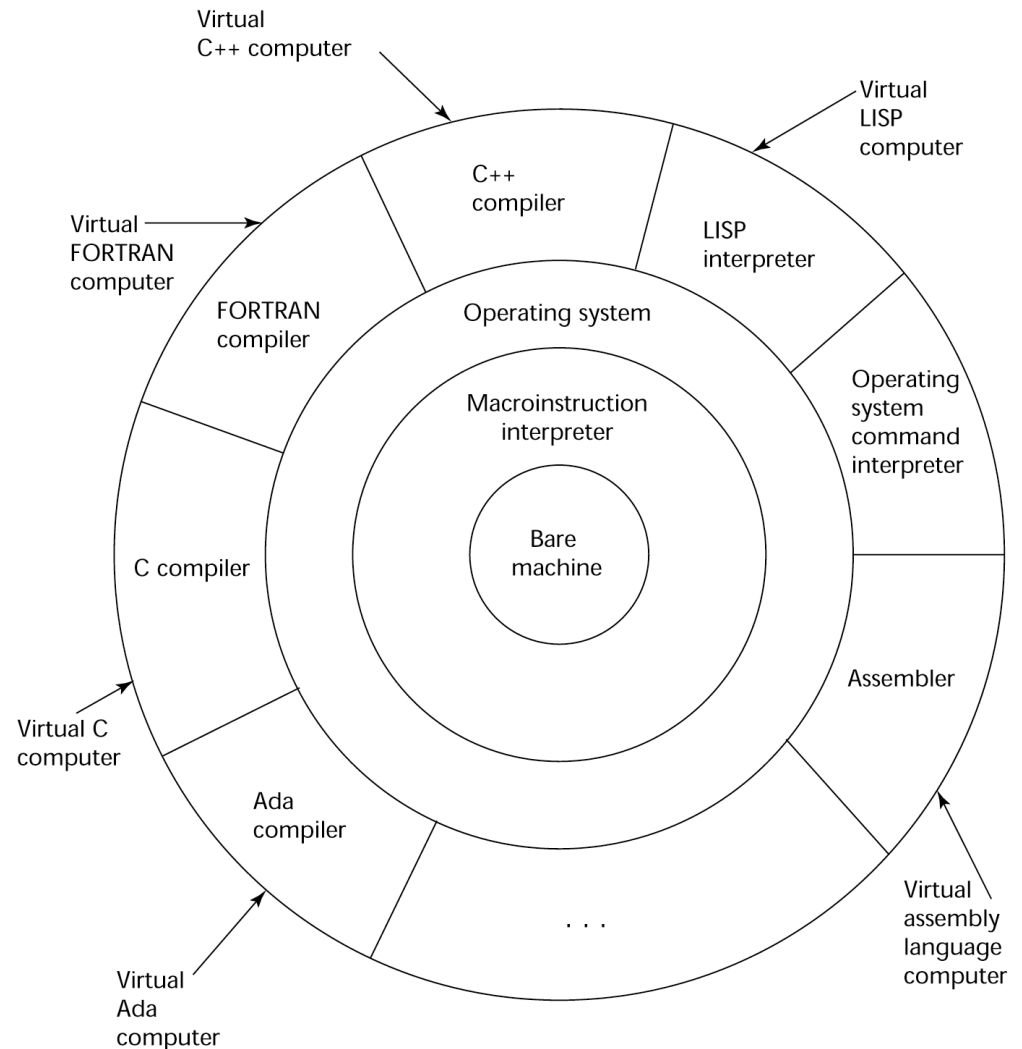 Virtual
C++ computer
Virtual
LISP
computer
C++
compiler
Virtual
FORTRAN
computer
LISP
interpreter
FORTRAN
compiler
Operating system
Operating
system
command
interpreter
Macroinstruction
interpreter
Bare
machine
C compiler
Assembler
Virtual C
computer
Ada
compiler
Virtual
assembly
language
computer
. . .
Virtual
Ada
computer